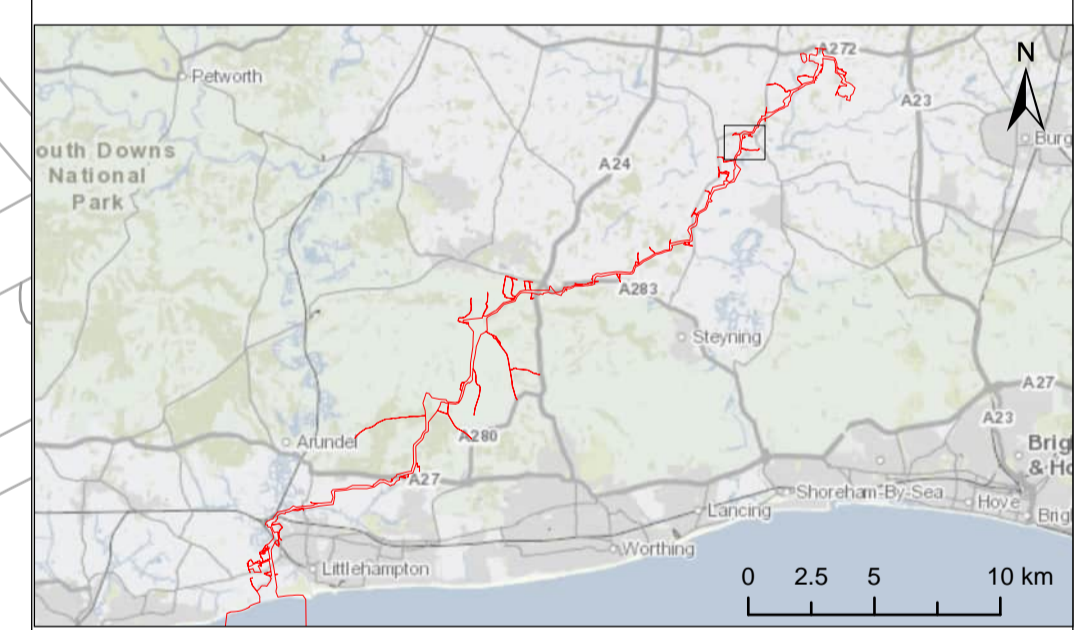 A272
N
Petworth
A23
Burg
outh Downs
National
Park
A24
A283
Steyning
A27
A23
Arundel
A280
Brig
& Ho
A27
Shoreham-By-Sea
Hove
Lancing
Brig
Worthing
Littlehampton
0 2.5 5 10 km